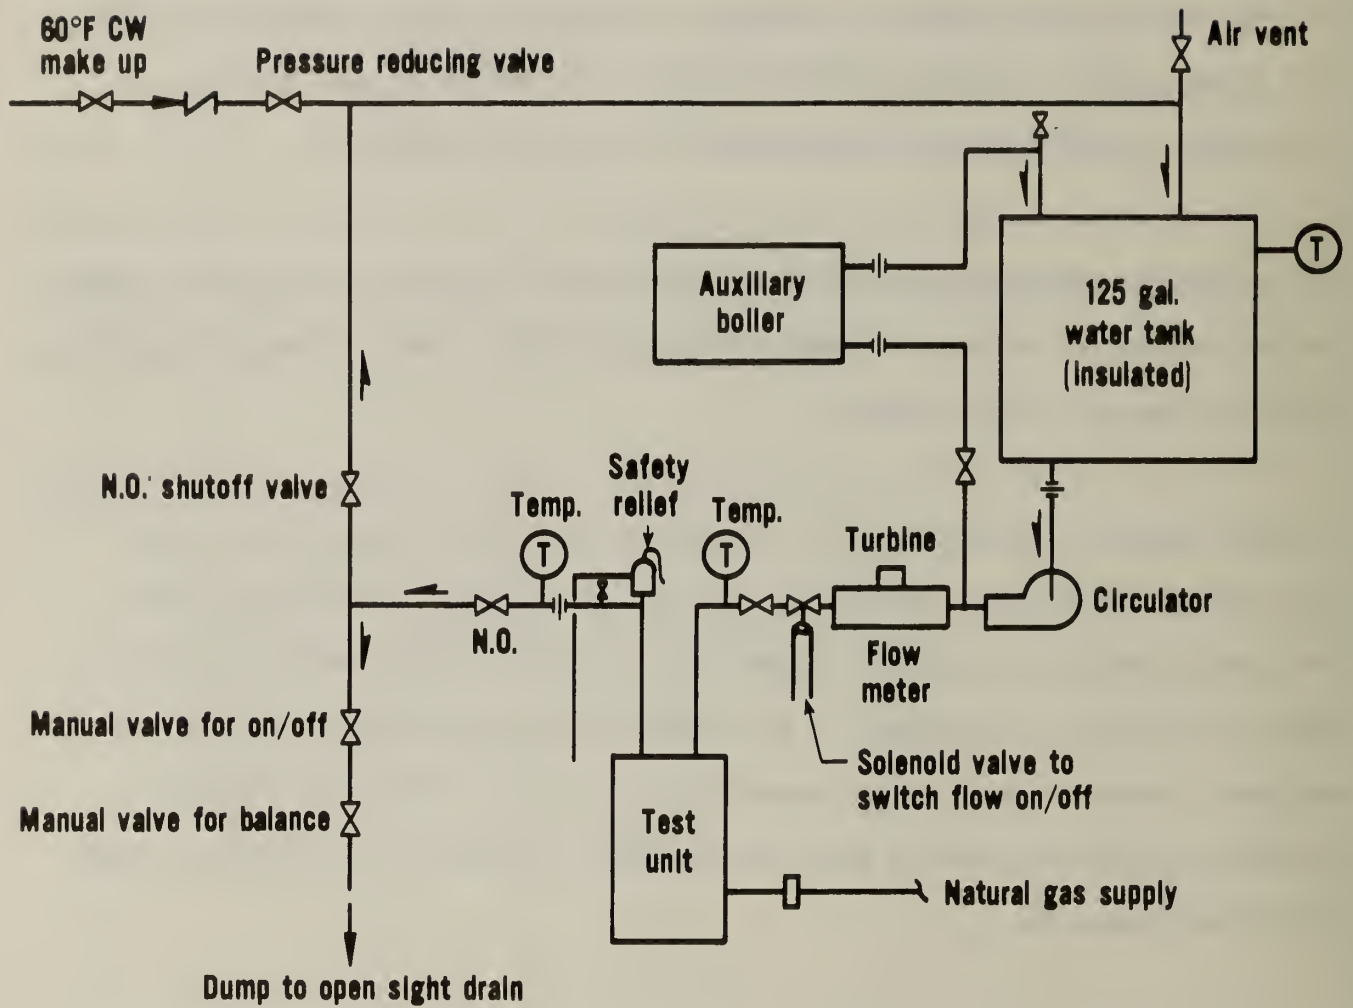 60°F CW
make up
Pressure reducing valve
Air vent
T
Auxiliary
boiler
125 gal.
water tank
(insulated)
N.O. shutoff valve
Safety
relief
Temp.
T
Temp.
T
Turbine
Circulator
N.O.
Flow
meter
Manual valve for on/off
Solenoid valve to
switch flow on/off
Manual valve for balance
Test
unit
Natural gas supply
Dump to open sight drain